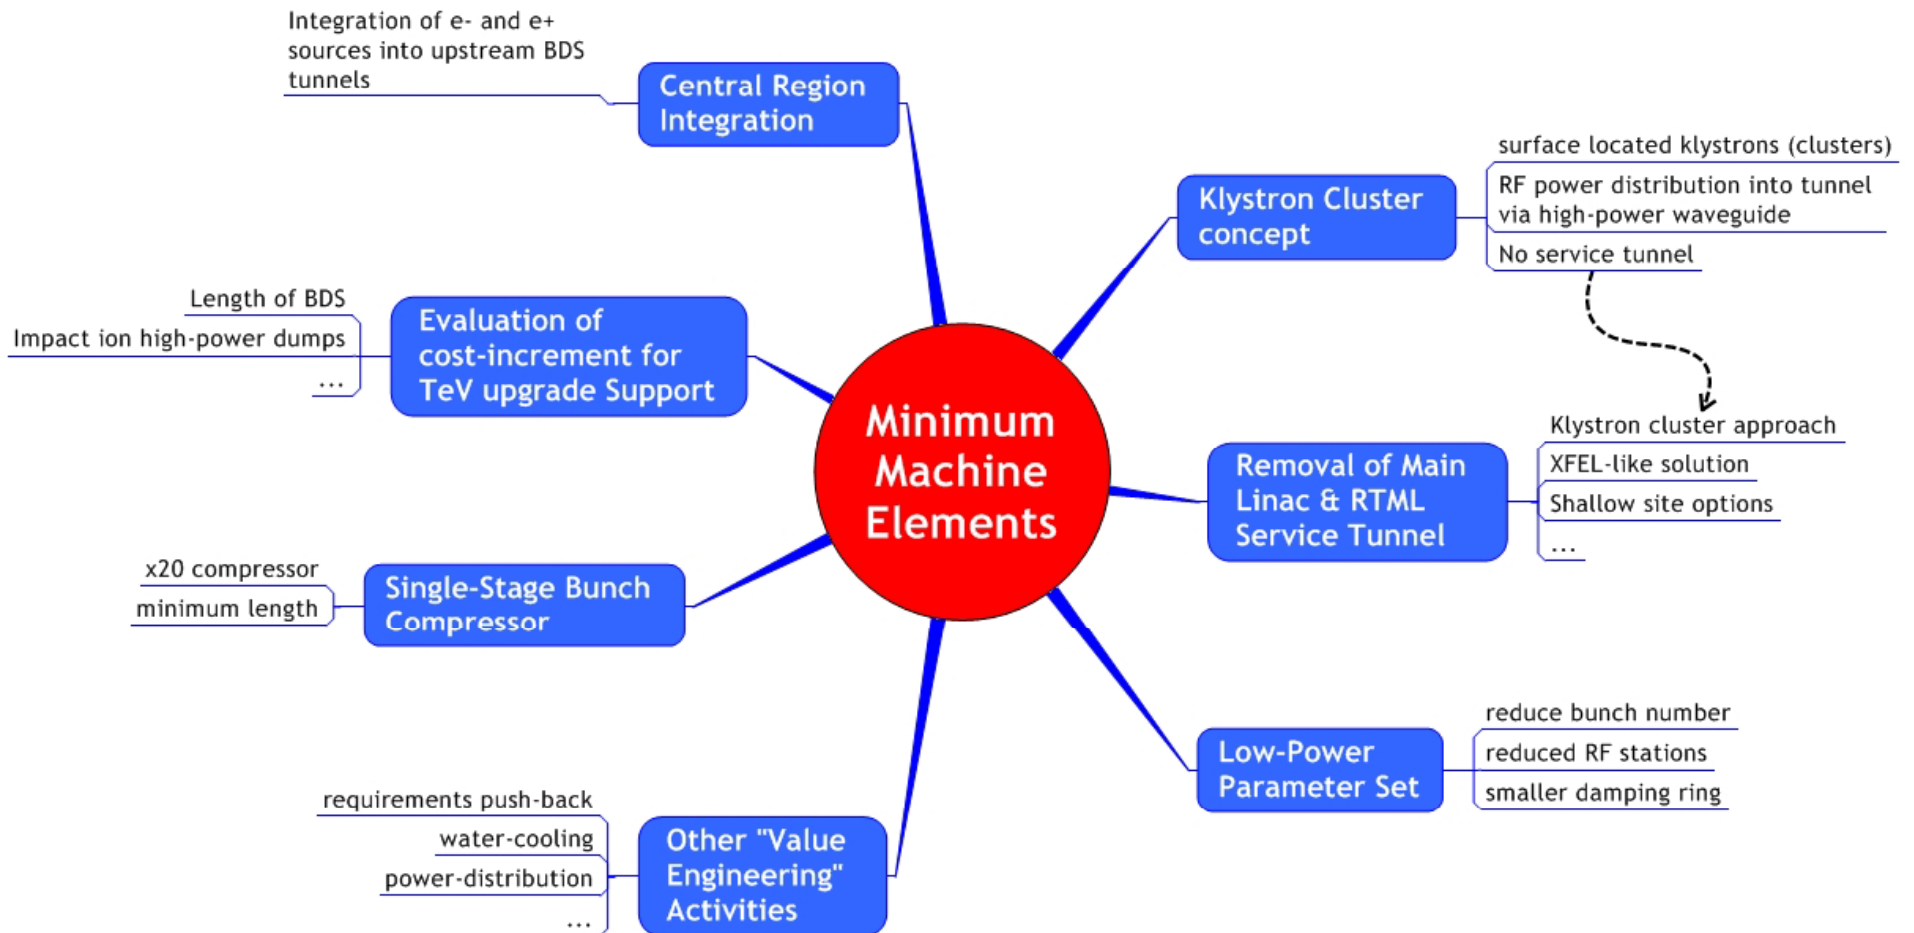 Minimum
Machine
Elements
Integration of e- and e+
sources into upstream BDS
tunnels
Central Region
Integration
Klystron Cluster
concept
surface located klystrons (clusters)
RF power distribution into tunnel
via high-power waveguide
No service tunnel
Length of BDS
Impact ion high-power dumps
...
Evaluation of
cost-increment for
TeV upgrade Support
Removal of Main
Linac & RTML
Service Tunnel
Klystron cluster approach
XFEL-like solution
Shallow site options
...
x20 compressor
minimum length
Single-Stage Bunch
Compressor
Low-Power
Parameter Set
reduce bunch number
reduced RF stations
smaller damping ring
requirements push-back
water-cooling
power-distribution
...
Other "Value
Engineering"
Activities